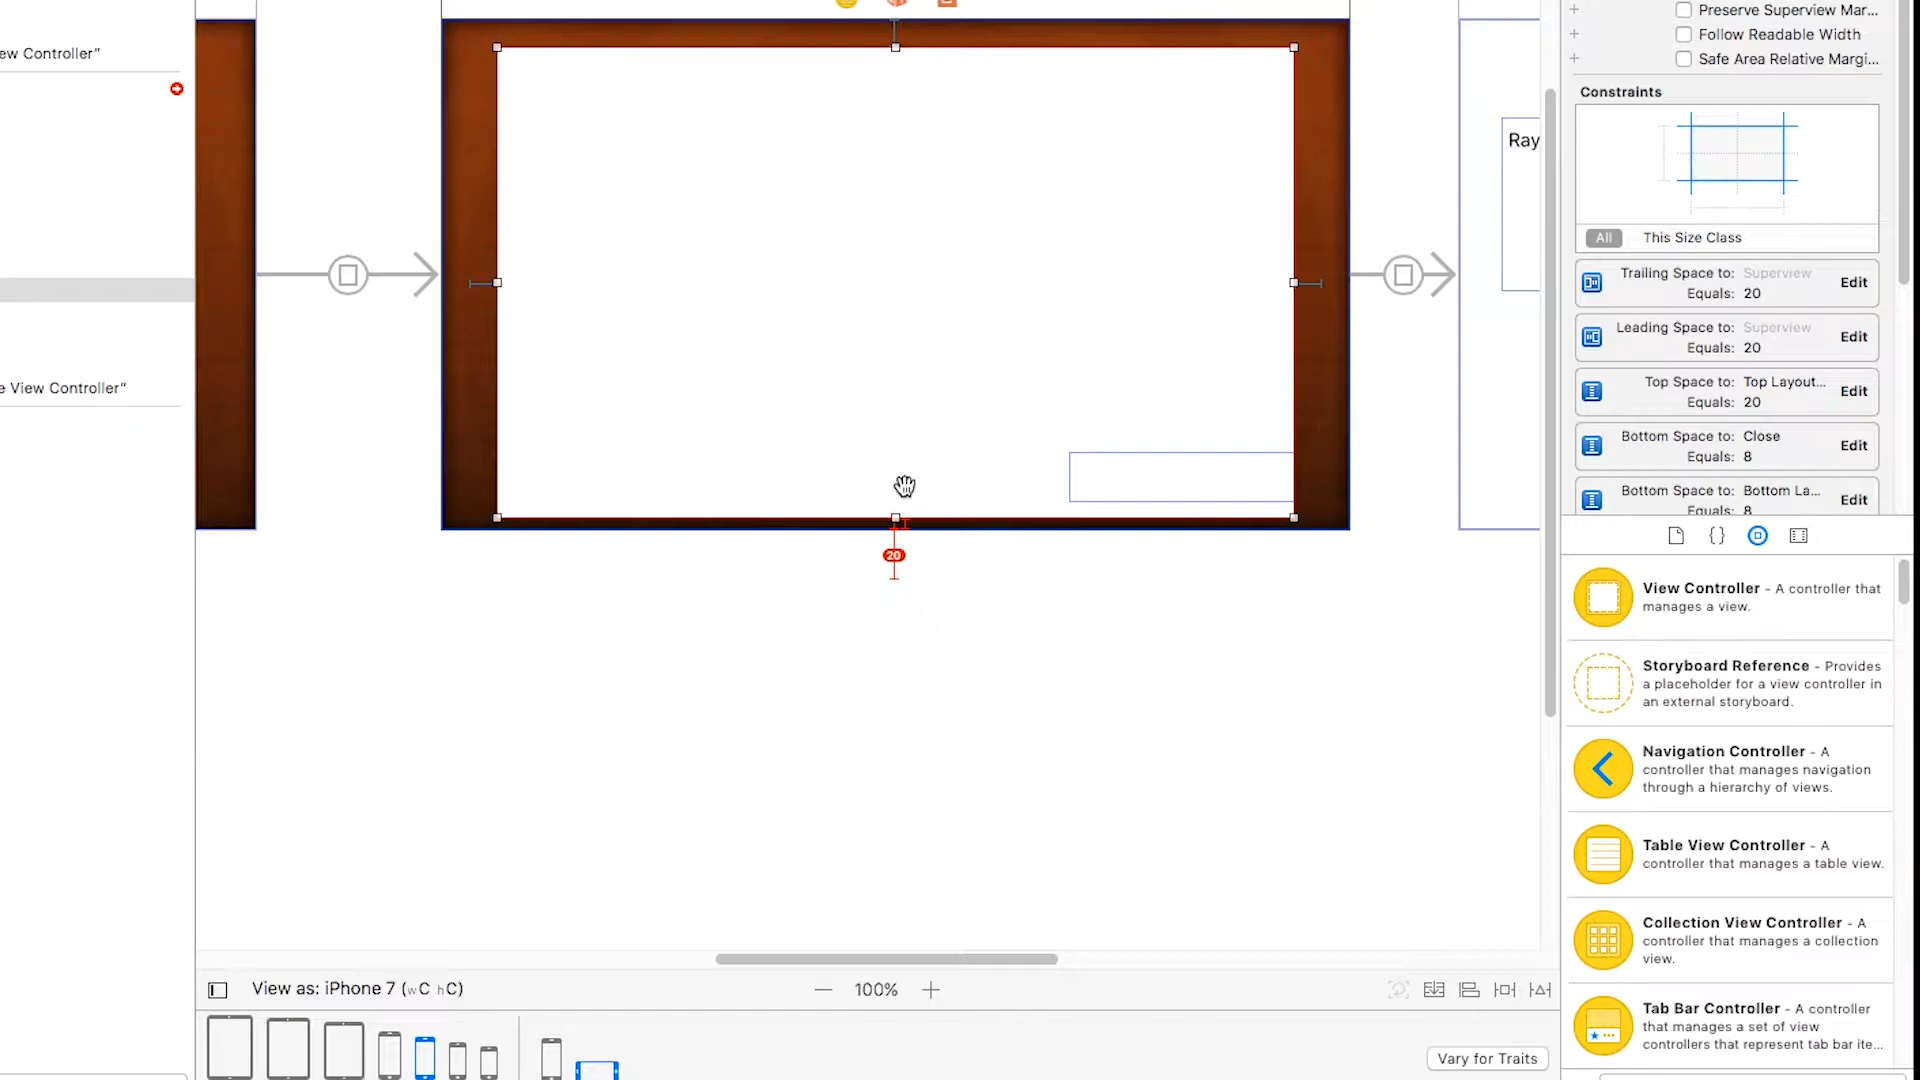 ew Controller"
e View Controller"
Ray
20
View as: iPhone 7 (wC hC)
100%
Vary for Traits
Preserve Superview Mar...
Follow Readable Width
Safe Area Relative Margi...
Constraints
All This Size Class
Trailing Space to: Superview
Equals: 20
Edit
Leading Space to: Superview
Equals: 20
Edit
Top Space to: Top Layout...
Equals: 20
Edit
Bottom Space to: Close
Equals: 8
Edit
Bottom Space to: Bottom La...
8
Edit
View Controller - A controller that
manages a view.
Storyboard Reference - Provides
a placeholder for a view controller in
an external storyboard.
Navigation Controller - A
controller that manages navigation
through a hierarchy of views.
Table View Controller - A
controller that manages a table view.
Collection View Controller - A
controller that manages a collection
view.
Tab Bar Controller - A controller
that manages a set of view
controllers that represent tab bar ite...